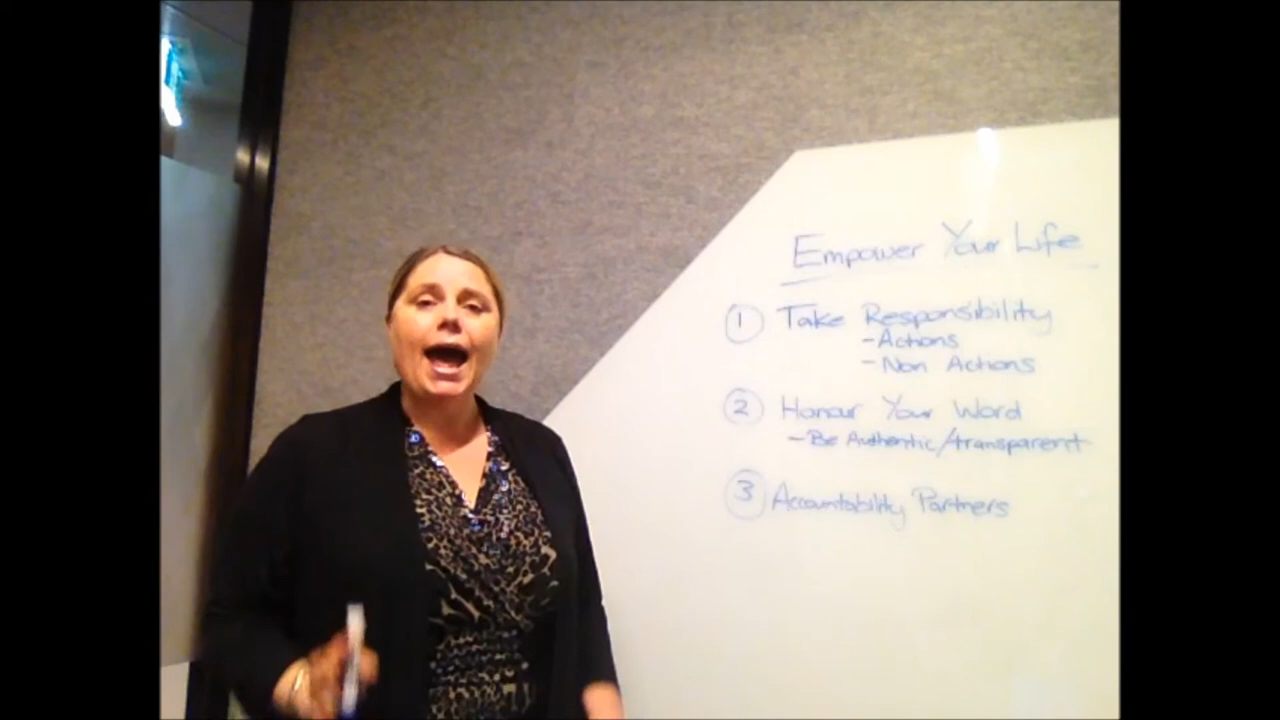 Empower Your Life
1 Take Responsibility
- Actions
- Non Actions
2 Honour Your Word
- Be Authentic/transparent
3 Accountability Partners